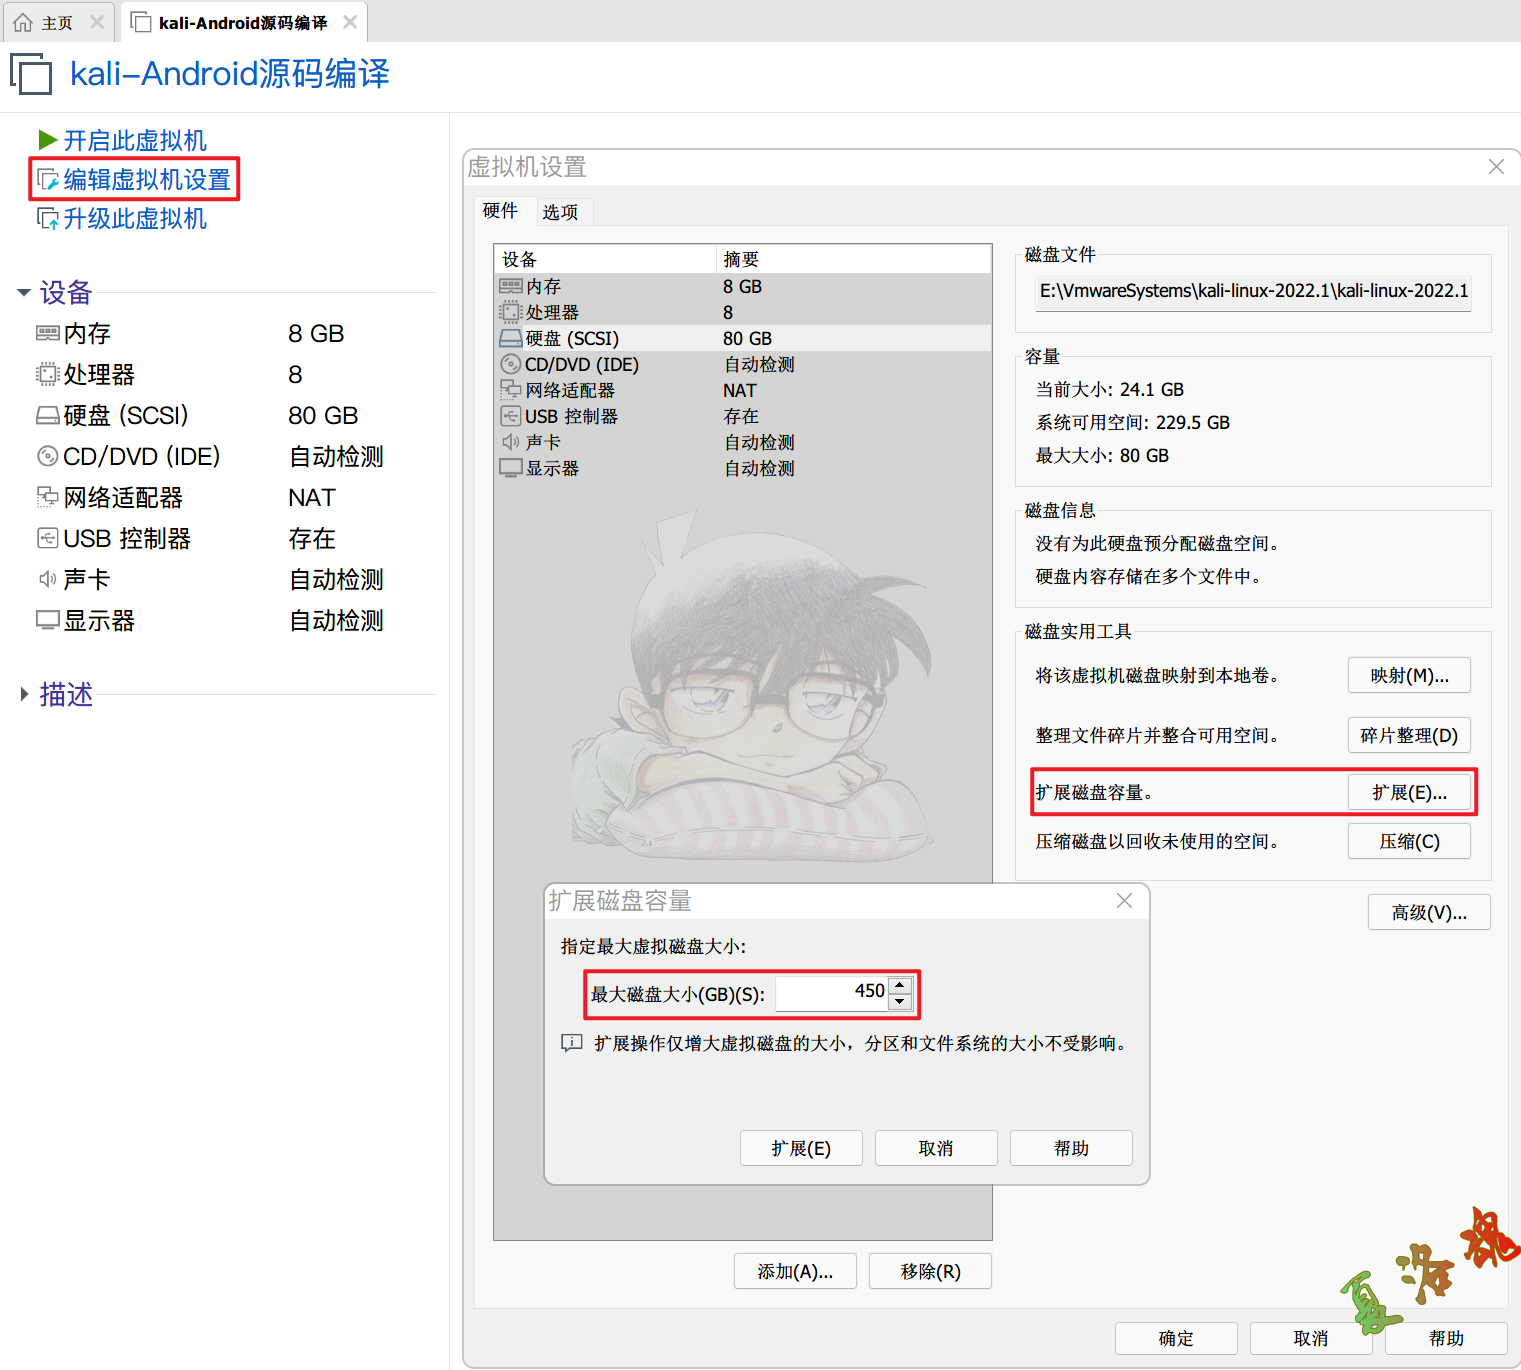 主页
kali-Android源码编译
kali-Android源码编译
开启此虚拟机
编辑虚拟机设置
升级此虚拟机
设备
内存 8 GB
处理器 8
硬盘 (SCSI) 80 GB
CD/DVD (IDE) 自动检测
网络适配器 NAT
USB 控制器 存在
声卡 自动检测
显示器 自动检测
描述
虚拟机设置
硬件 选项
设备 摘要
内存 8 GB
处理器 8
硬盘 (SCSI) 80 GB
CD/DVD (IDE) 自动检测
网络适配器 NAT
USB 控制器 存在
声卡 自动检测
显示器 自动检测
磁盘文件
E:\VmwareSystems\kali-linux-2022.1\kali-linux-2022.1
容量
当前大小: 24.1 GB
系统可用空间: 229.5 GB
最大大小: 80 GB
磁盘信息
没有为此硬盘预分配磁盘空间。
硬盘内容存储在多个文件中。
磁盘实用工具
将该虚拟机磁盘映射到本地卷。 映射(M)...
整理文件碎片并整合可用空间。 碎片整理(D)
扩展磁盘容量。 扩展(E)...
压缩磁盘以回收未使用的空间。 压缩(C)
高级(V)...
扩展磁盘容量
指定最大虚拟磁盘大小:
最大磁盘大小(GB)(S): 450
扩展操作仅增大虚拟磁盘的大小，分区和文件系统的大小不受影响。
扩展(E) 取消 帮助
添加(A)... 移除(R)
夏洛魂
确定 取消 帮助